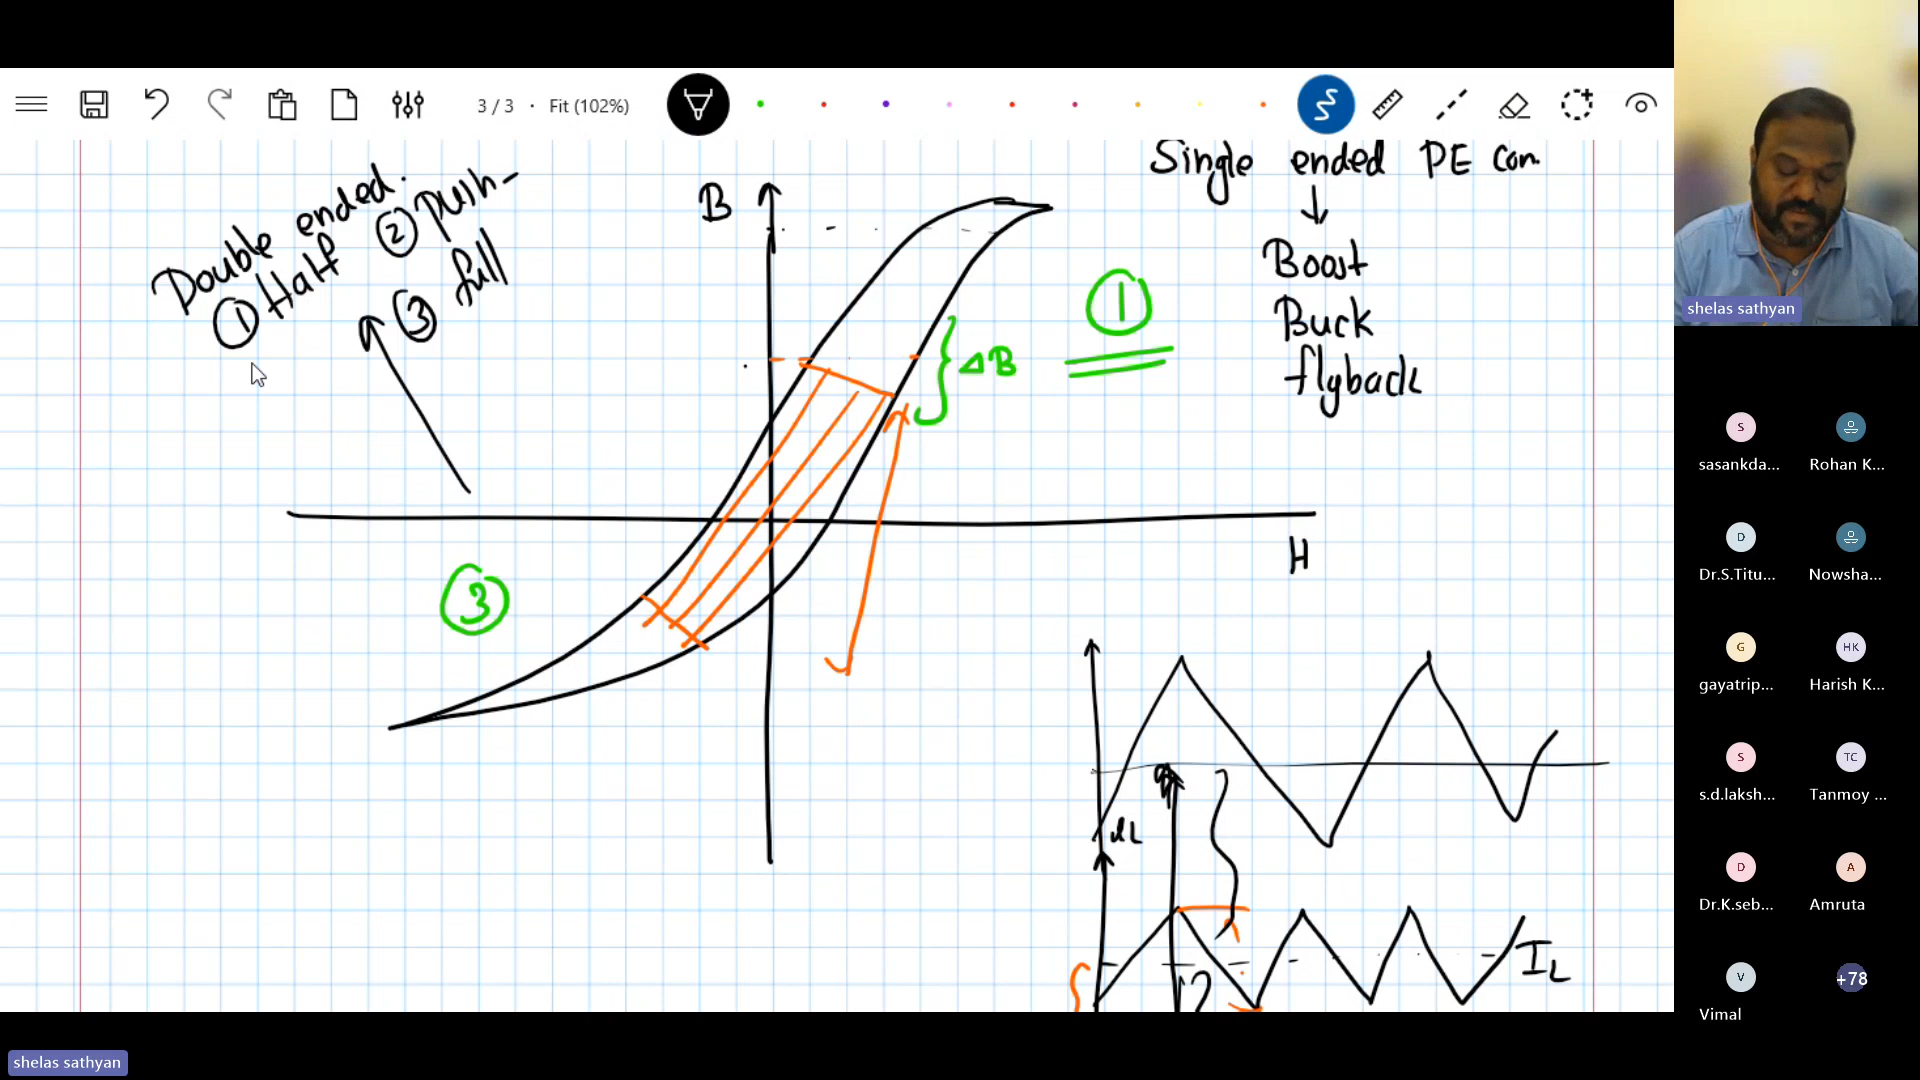 3 / 3 · Fit (102%)
Single ended PE con.
Double ended.
① Half ② push-
③ full
B
Boost
Buck
flyback
①
ΔB
H
③
iL
IL
shelas sathyan
S
sasankda...
Rohan K...
D
Dr.S.Titu...
Nowsha...
G
gayatrip...
HK
Harish K...
S
s.d.laksh...
TC
Tanmoy ...
D
Dr.K.seb...
A
Amruta
V
Vimal
+78
shelas sathyan